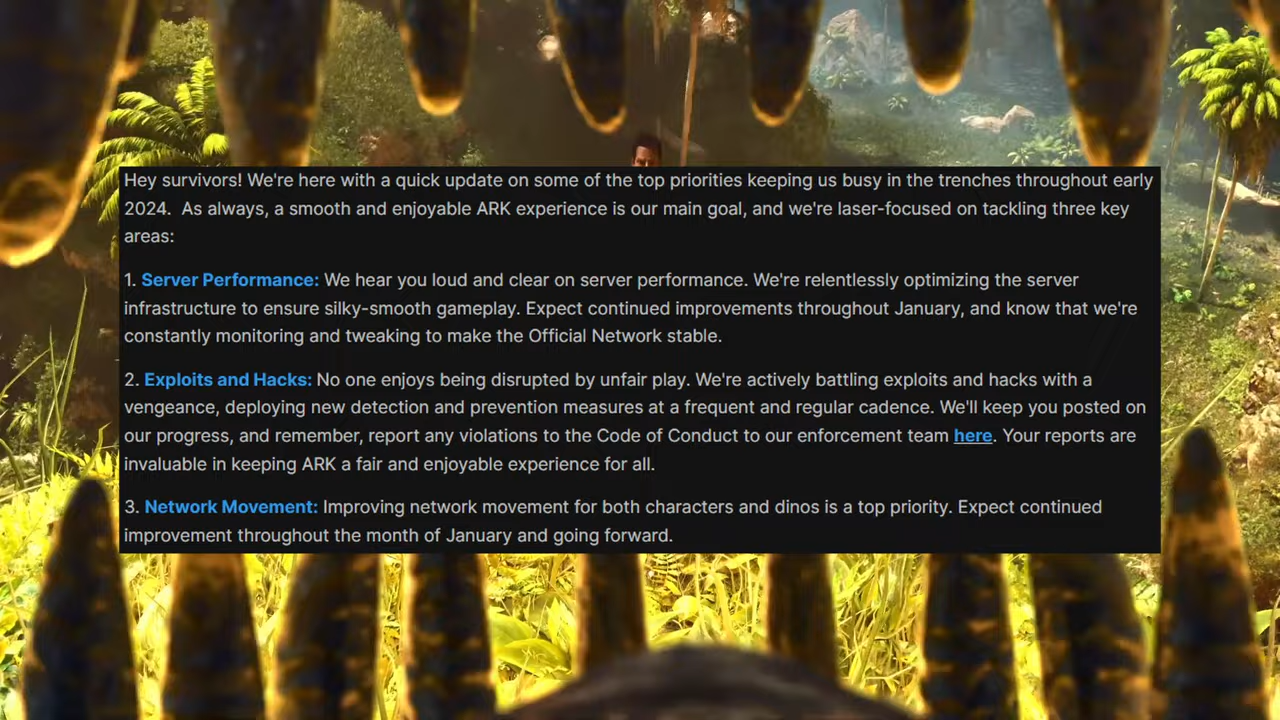 Hey survivors! We're here with a quick update on some of the top priorities keeping us busy in the trenches throughout early
2024.  As always, a smooth and enjoyable ARK experience is our main goal, and we're laser-focused on tackling three key
areas:
1. Server Performance: We hear you loud and clear on server performance. We're relentlessly optimizing the server
infrastructure to ensure silky-smooth gameplay. Expect continued improvements throughout January, and know that we're
constantly monitoring and tweaking to make the Official Network stable.
2. Exploits and Hacks: No one enjoys being disrupted by unfair play. We're actively battling exploits and hacks with a
vengeance, deploying new detection and prevention measures at a frequent and regular cadence. We'll keep you posted on
our progress, and remember, report any violations to the Code of Conduct to our enforcement team here. Your reports are
invaluable in keeping ARK a fair and enjoyable experience for all.
3. Network Movement: Improving network movement for both characters and dinos is a top priority. Expect continued
improvement throughout the month of January and going forward.